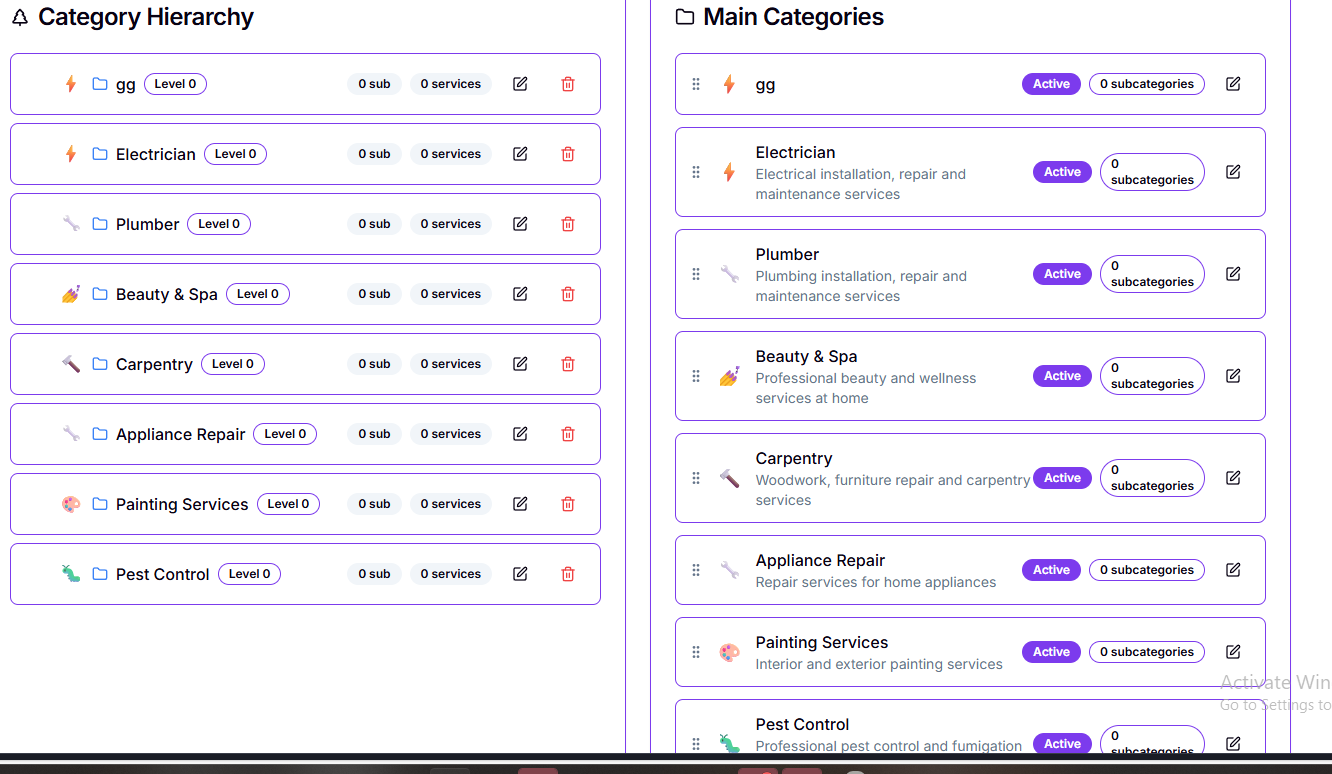 Category Hierarchy
gg Level 0 0 sub 0 services
Electrician Level 0 0 sub 0 services
Plumber Level 0 0 sub 0 services
Beauty & Spa Level 0 0 sub 0 services
Carpentry Level 0 0 sub 0 services
Appliance Repair Level 0 0 sub 0 services
Painting Services Level 0 0 sub 0 services
Pest Control Level 0 0 sub 0 services
Main Categories
gg Active 0 subcategories
Electrician
Electrical installation, repair and
maintenance services
Active
0
subcategories
Plumber
Plumbing installation, repair and
maintenance services
Active
0
subcategories
Beauty & Spa
Professional beauty and wellness
services at home
Active
0
subcategories
Carpentry
Woodwork, furniture repair and carpentry
services
Active
0
subcategories
Appliance Repair
Repair services for home appliances
Active 0 subcategories
Painting Services
Interior and exterior painting services
Active 0 subcategories
Pest Control
Professional pest control and fumigation
Active
0
subcategories
Activate Win
Go to Settings to